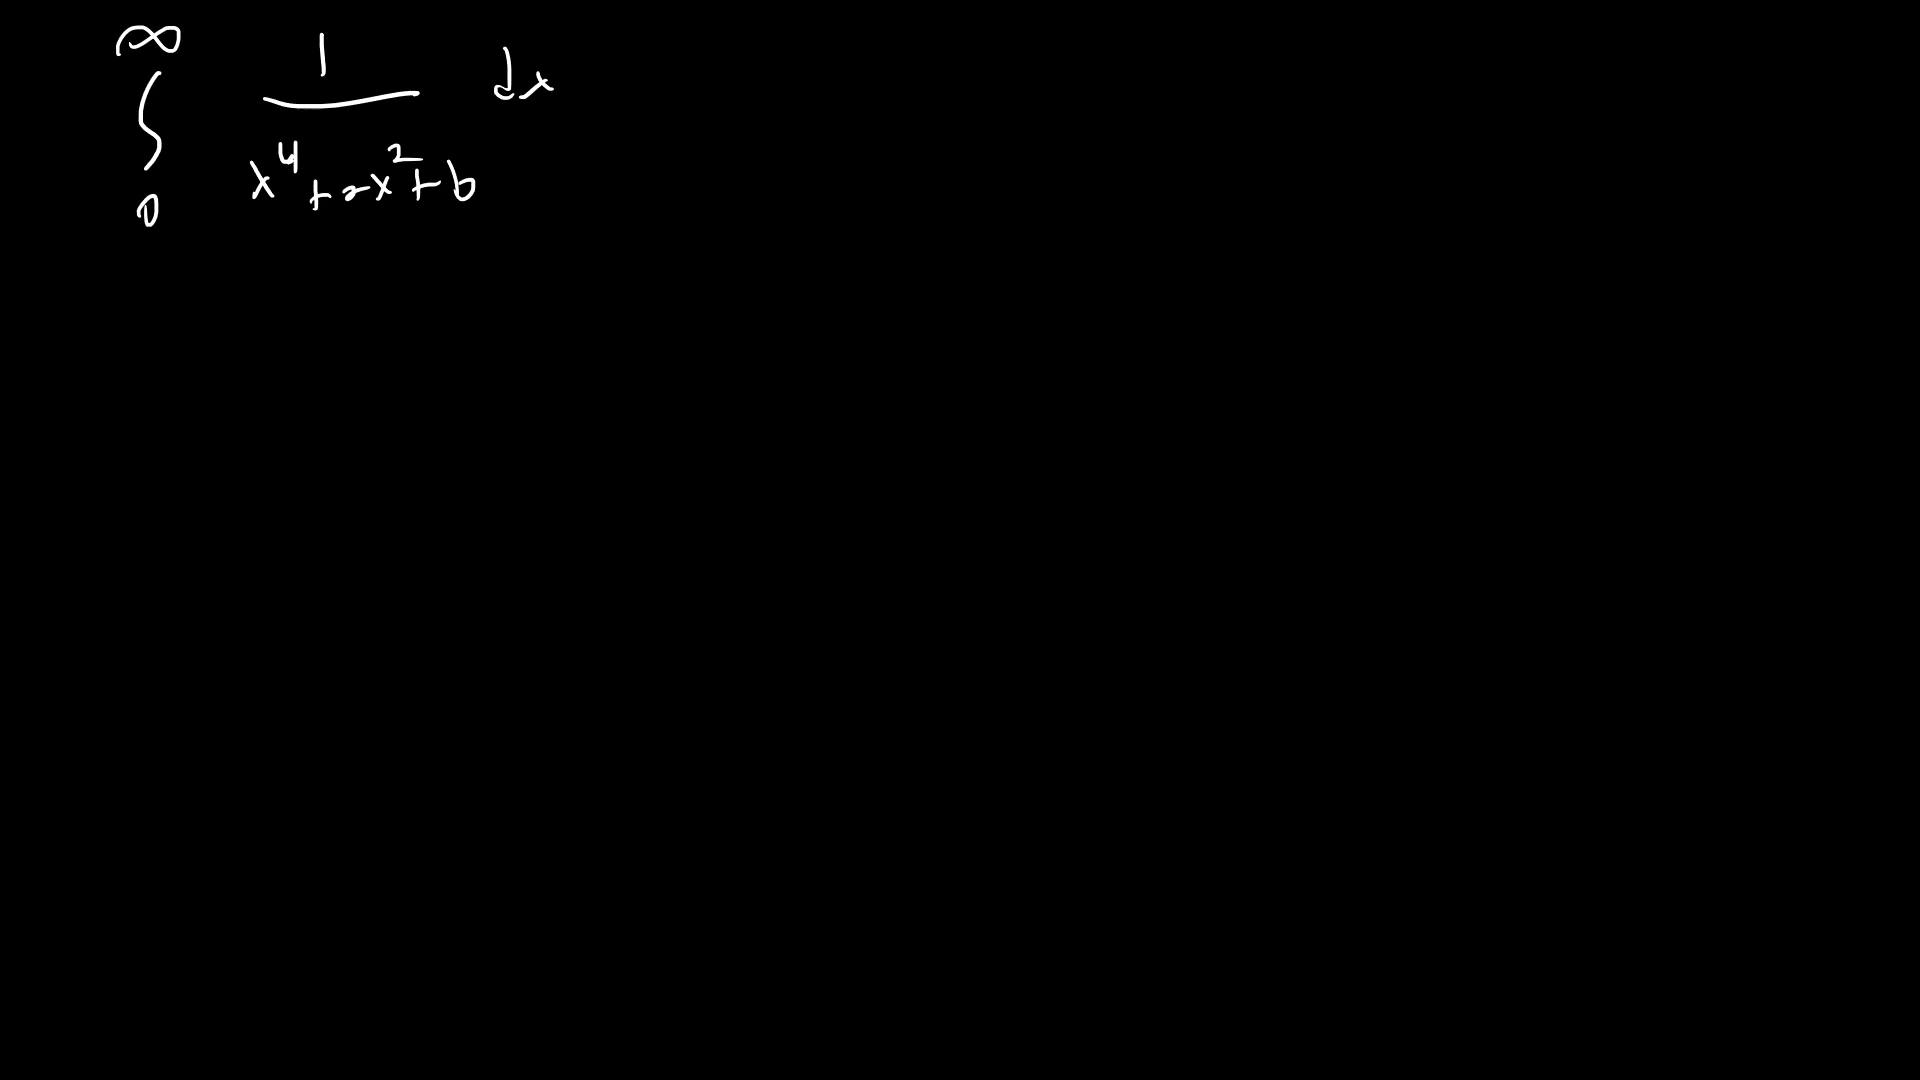 ∫₀^∞ 1/(x⁴+ax²+b) dx